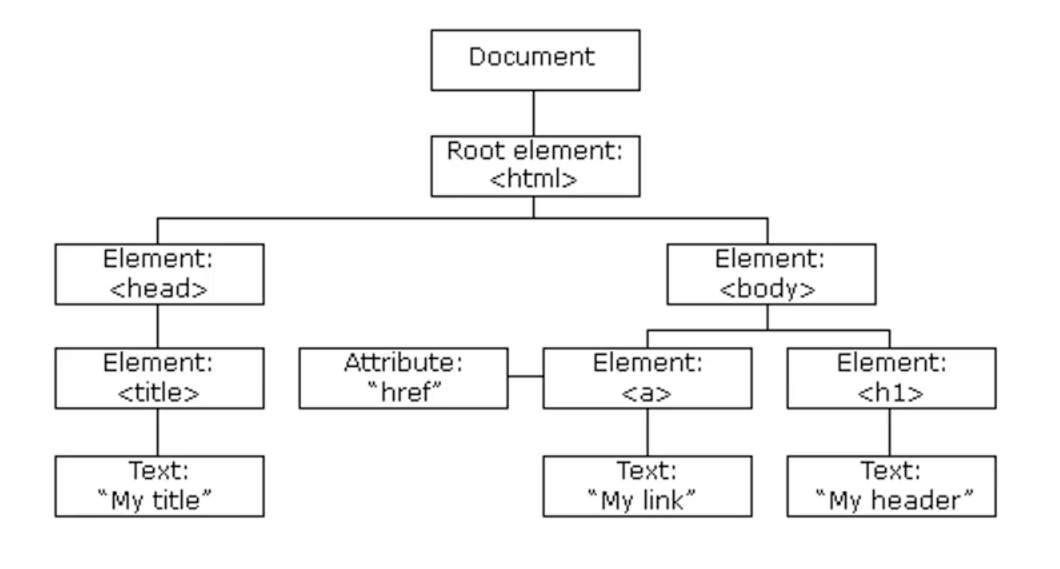 Document
Root element:
<html>
Element:
<head>
Element:
<body>
Element:
<title>
Attribute:
“href”
Element:
<a>
Element:
<h1>
Text:
“My title”
Text:
“My link”
Text:
“My header”